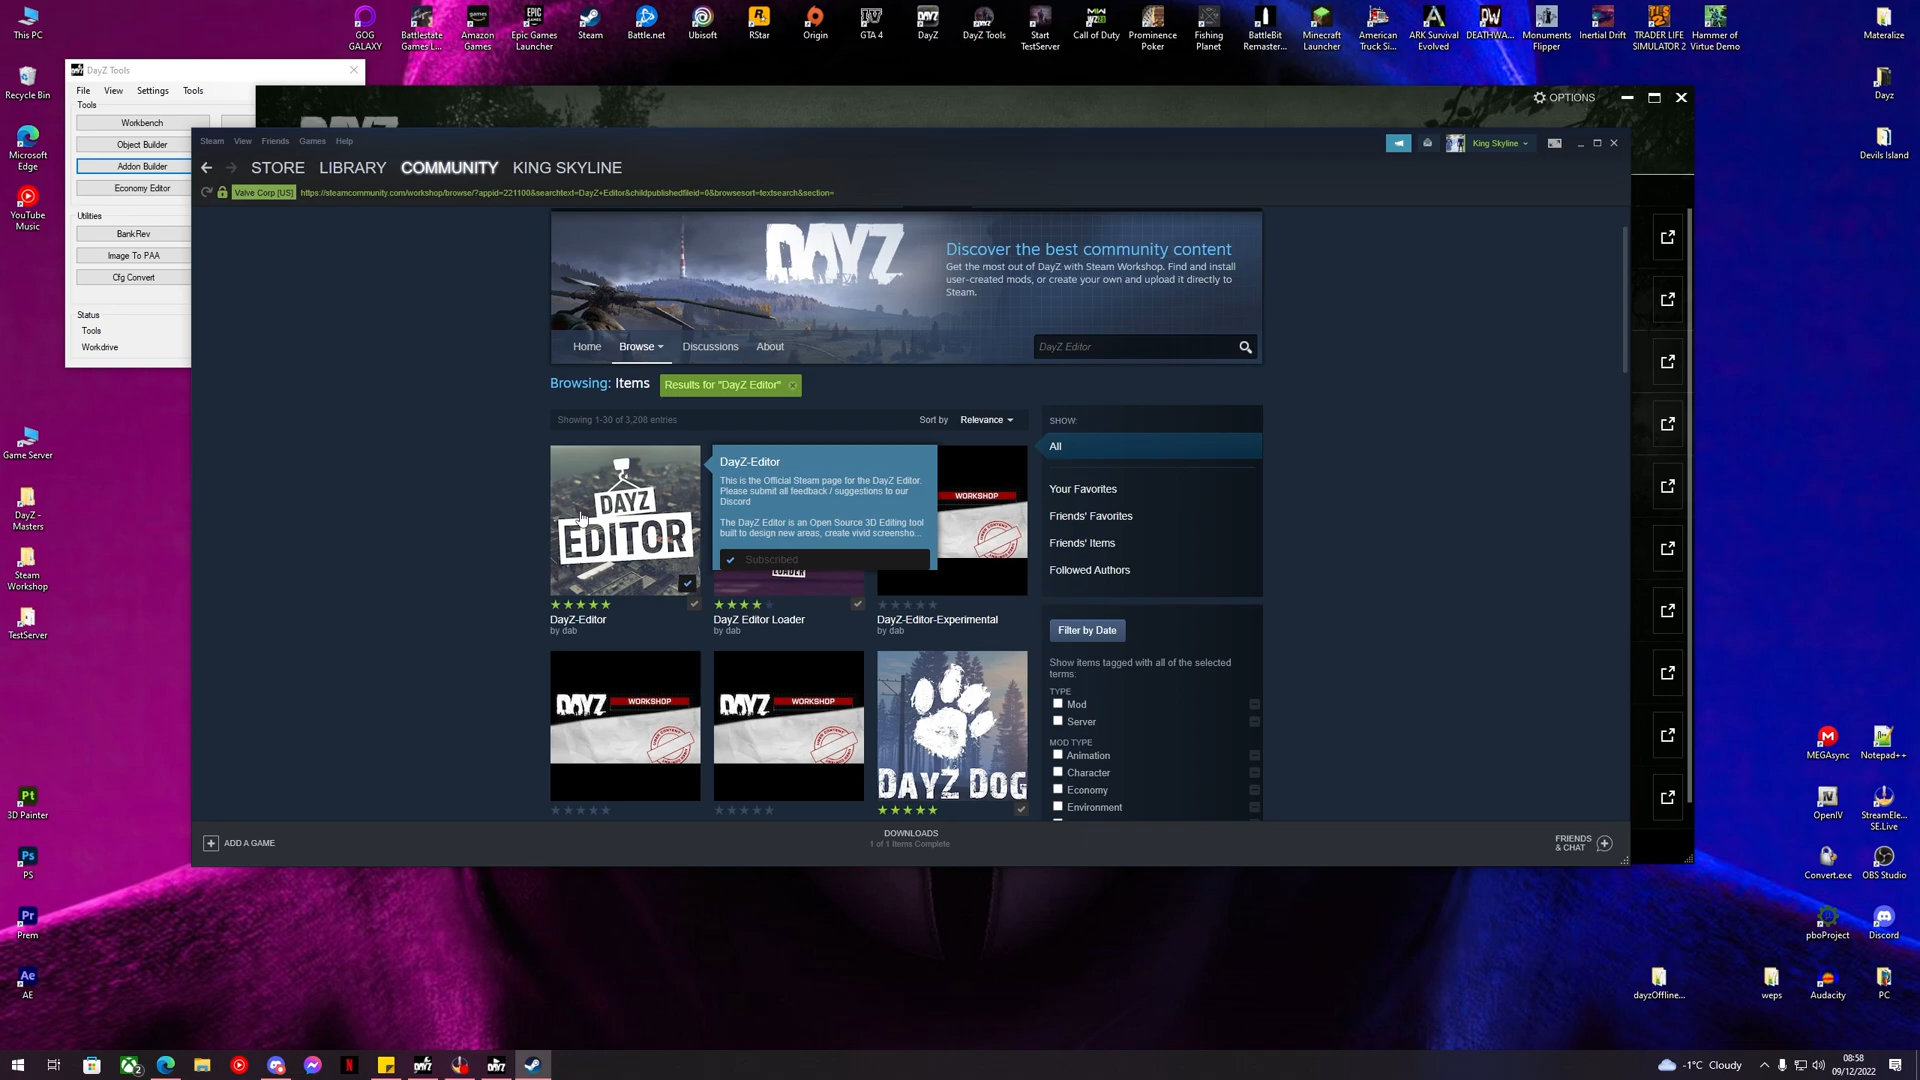 This PC
GOG GALAXY
Battlestate Games L...
Amazon Games
Epic Games Launcher
Steam
Battle.net
Ubisoft
RStar
Origin
GTA 4
DayZ
DayZ Tools
Start TestServer
Call of Duty
Prominence Poker
Fishing Planet
BattleBit Remaster...
Minecraft Launcher
American Truck Si...
ARK Survival Evolved
DEATHWA...
Monuments Flipper
Inertial Drift
TRADER LIFE SIMULATOR 2
Hammer of Virtue Demo
Materalize
Recycle Bin
Microsoft Edge
YouTube Music
Game Server
DayZ - Masters
Steam Workshop
TestServer
3D Painter
PS
Prem
AE
Dayz
Devils Island
DayZ Tools
File View Settings Tools
Tools
Workbench
Object Builder
Addon Builder
Economy Editor
Utilities
BankRev
Image To PAA
Cfg Convert
Status
Tools
Workdrive
OPTIONS
Steam View Friends Games Help
King Skyline
STORE LIBRARY COMMUNITY KING SKYLINE
Valve Corp [US] https://steamcommunity.com/workshop/browse/?appid=221100&searchtext=DayZ+Editor&childpublishedfileid=0&browsesort=textsearch&section=
DAYZ
Discover the best community content
Get the most out of DayZ with Steam Workshop. Find and install
user-created mods, or create your own and upload it directly to
Steam.
Home Browse Discussions About
DayZ Editor
Browsing: Items Results for "DayZ Editor" x
Showing 1-30 of 3,208 entries
Sort by Relevance
DAYZ
EDITOR
DayZ-Editor
This is the Official Steam page for the DayZ Editor.
Please submit all feedback / suggestions to our
Discord
The DayZ Editor is an Open Source 3D Editing tool
built to design new areas, create vivid screensho...
Subscribed
LOADER
WORKSHOP
DayZ-Editor
by dab
DayZ Editor Loader
by dab
DayZ-Editor-Experimental
by dab
DAYZ WORKSHOP
DAYZ WORKSHOP
DAYZ DOG
SHOW:
All
Your Favorites
Friends' Favorites
Friends' Items
Followed Authors
Filter by Date
Show items tagged with all of the selected
terms:
TYPE
Mod
Server
MOD TYPE
Animation
Character
Economy
Environment
ADD A GAME
DOWNLOADS
1 of 1 Items Complete
FRIENDS
& CHAT
MEGAsync
Notepad++
OpenIV
StreamEle... SE.Live
Convert.exe
OBS Studio
pboProject
Discord
dayzOffline...
weps
Audacity
PC
-1°C Cloudy
08:58
09/12/2022